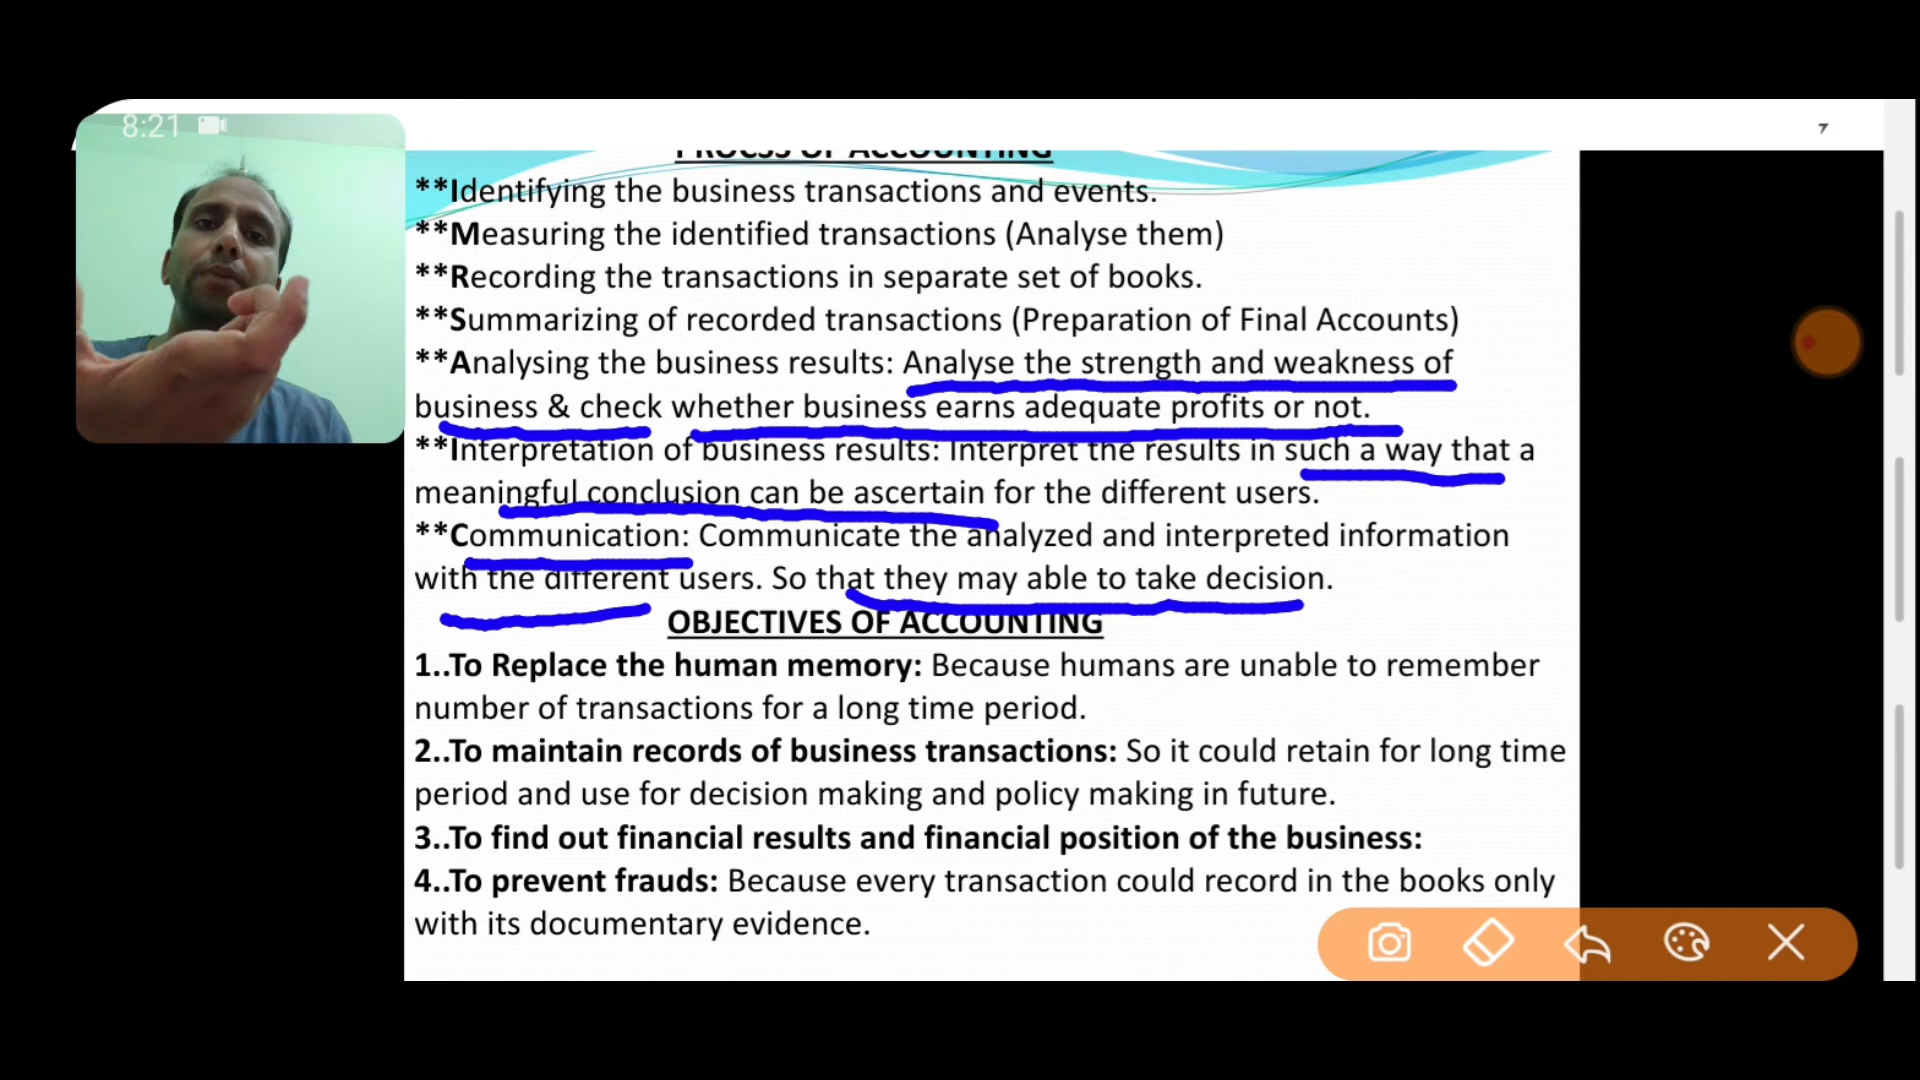 8:21
7
PROCSS OF ACCOUNTING
**Identifying the business transactions and events.
**Measuring the identified transactions (Analyse them)
**Recording the transactions in separate set of books.
**Summarizing of recorded transactions (Preparation of Final Accounts)
**Analysing the business results: Analyse the strength and weakness of
business & check whether business earns adequate profits or not.
**Interpretation of business results: Interpret the results in such a way that a
meaningful conclusion can be ascertain for the different users.
**Communication: Communicate the analyzed and interpreted information
with the different users. So that they may able to take decision.
OBJECTIVES OF ACCOUNTING
1..To Replace the human memory: Because humans are unable to remember
number of transactions for a long time period.
2..To maintain records of business transactions: So it could retain for long time
period and use for decision making and policy making in future.
3..To find out financial results and financial position of the business:
4..To prevent frauds: Because every transaction could record in the books only
with its documentary evidence.